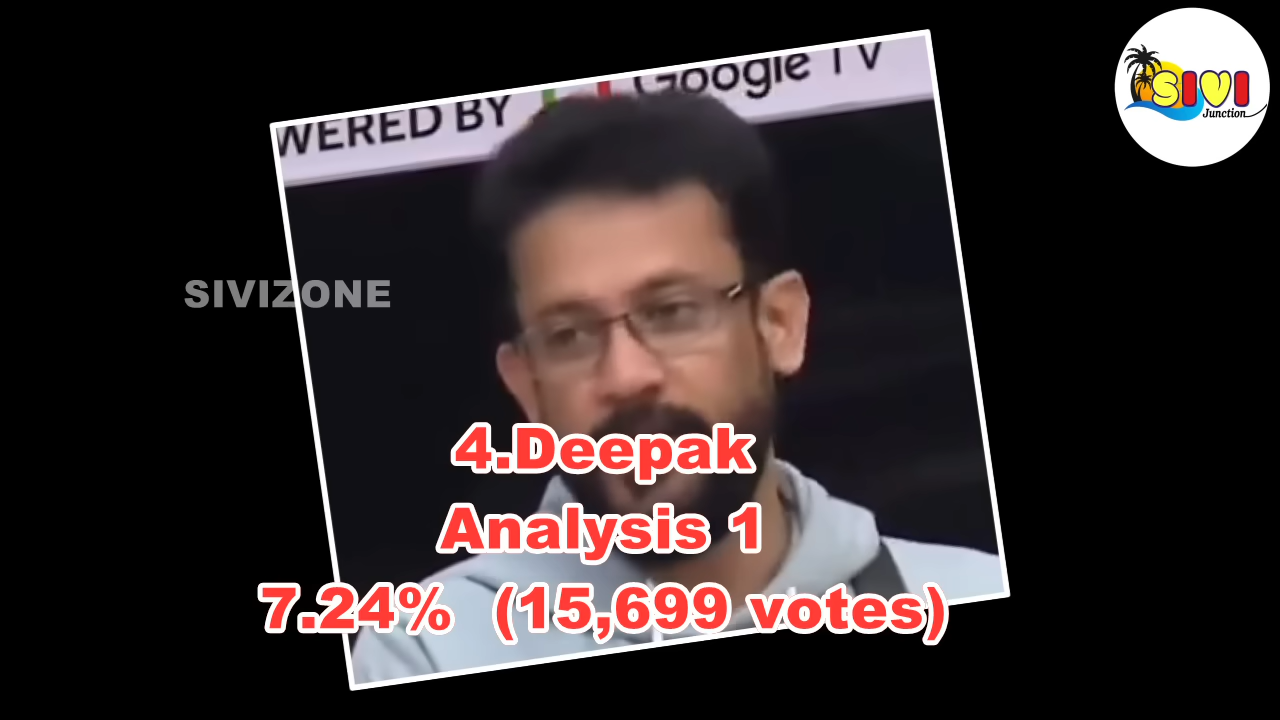 WERED BY Google TV
SIVI
Junction
SIVIZONE
4.Deepak
Analysis 1
7.24% (15,699 votes)